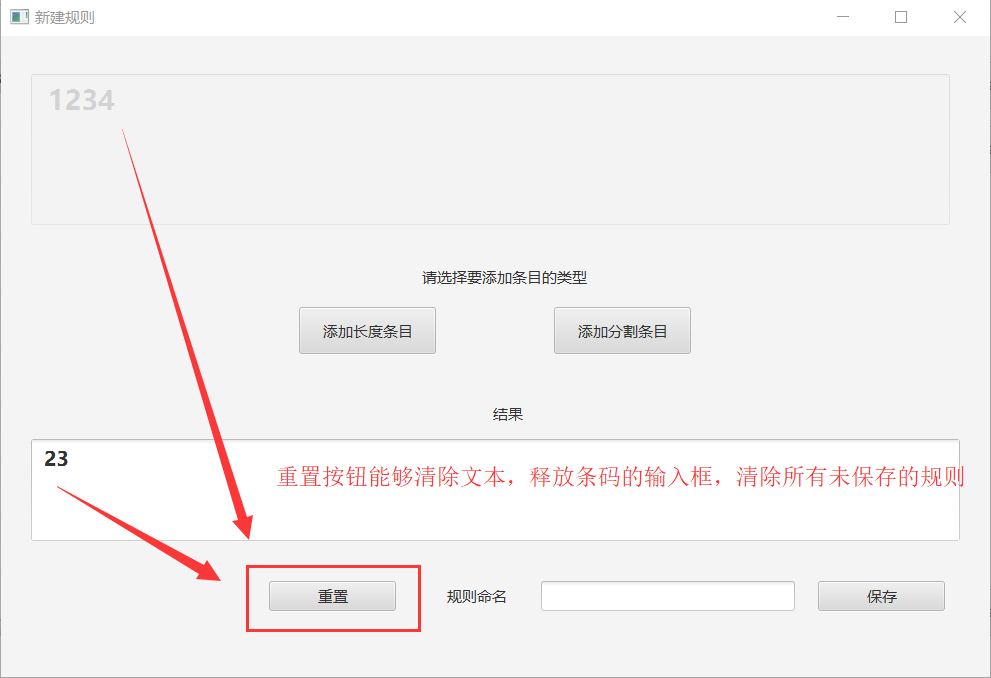 新建规则
1234
请选择要添加条目的类型
添加长度条目 添加分割条目
结果
23
重置按钮能够清除文本，释放条码的输入框，清除所有未保存的规则
重置 规则命名 保存